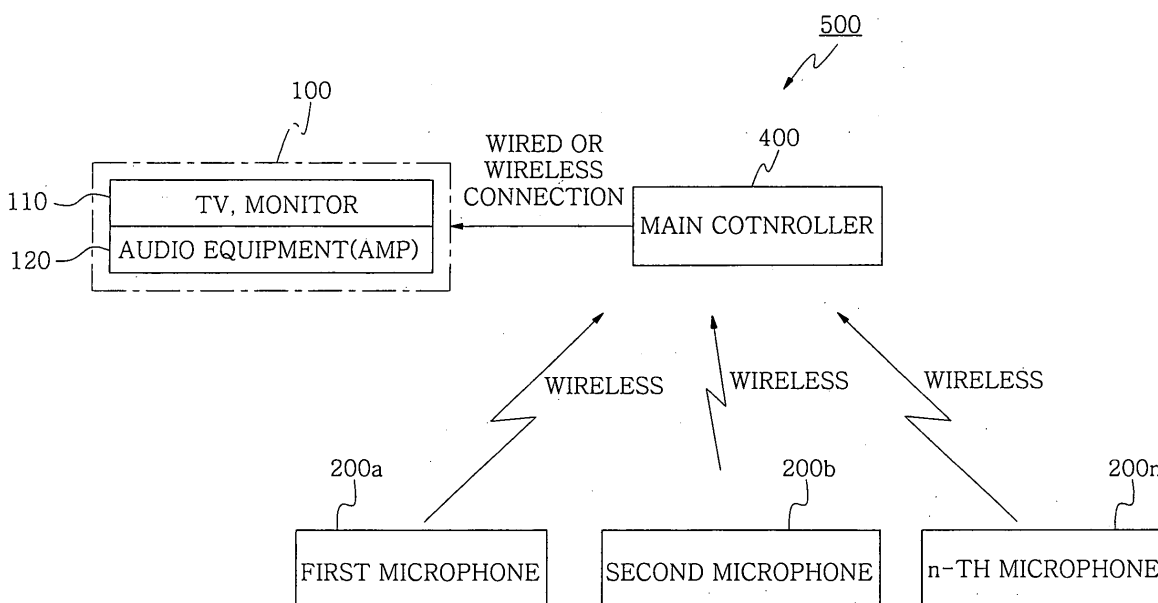 500
100
WIRED OR
WIRELESS
CONNECTION
400
110
TV, MONITOR
MAIN COTNROLLER
120
AUDIO EQUIPMENT(AMP)
WIRELESS
WIRELESS
WIRELESS
200a
200b
200n
FIRST MICROPHONE
SECOND MICROPHONE
n-TH MICROPHONE